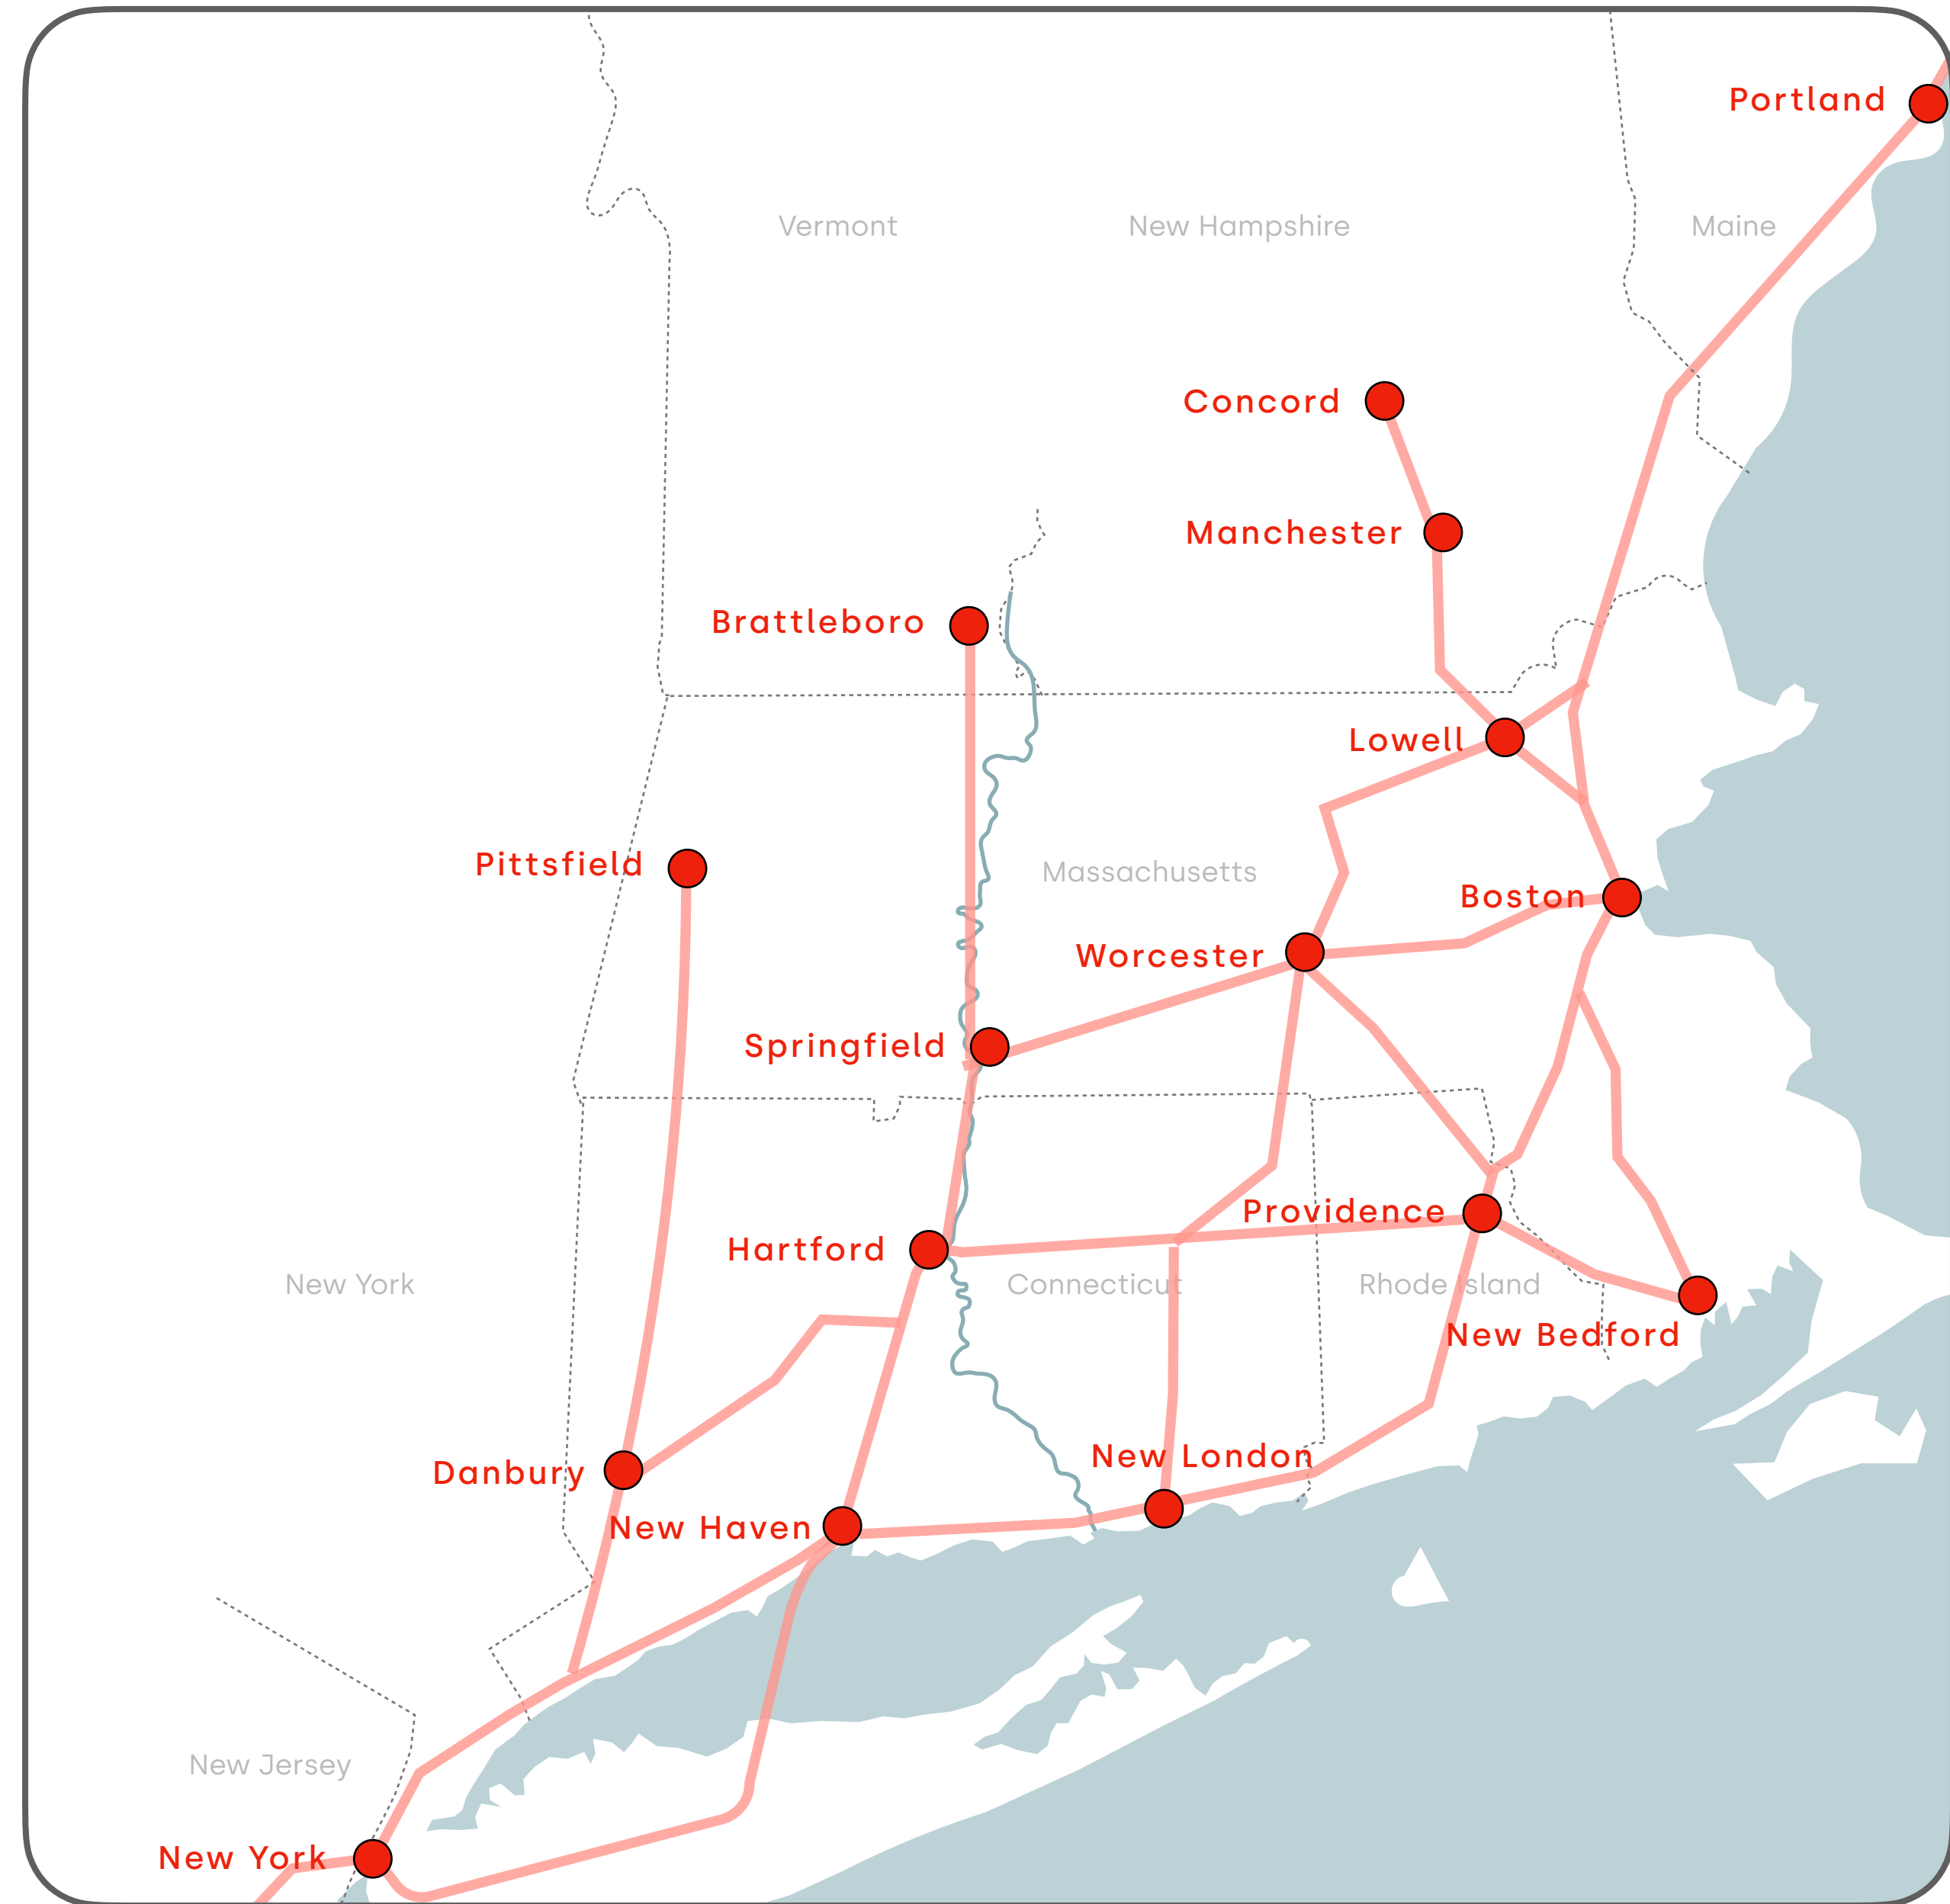 Portland
Vermont
New Hampshire
Maine
Concord
Manchester
Brattleboro
Lowell
Pittsfield
Massachusetts
Boston
Worcester
Springfield
Providence
Hartford
New York
Connecticut
Rhode Island
New Bedford
New London
Danbury
New Haven
New Jersey
New York